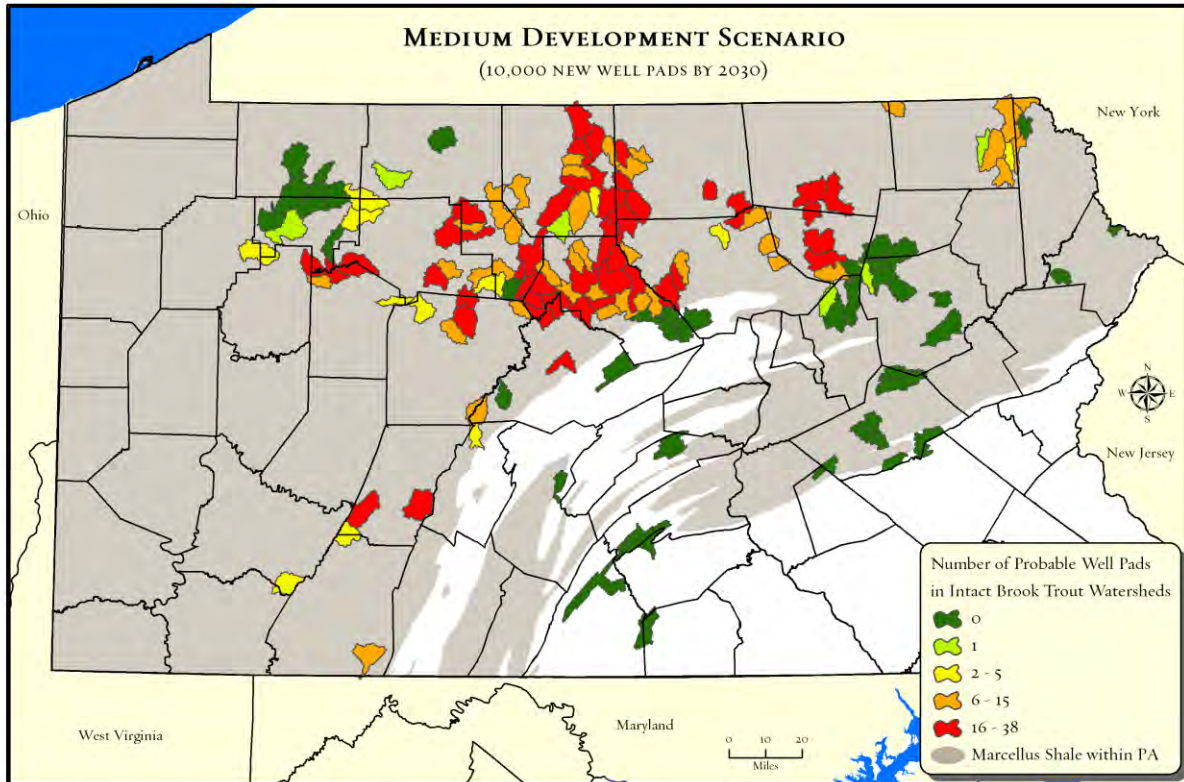 MEDIUM DEVELOPMENT SCENARIO
(10,000 NEW WELL PADS BY 2030)
New York
Ohio
N
W E
S
New Jersey
West Virginia
Maryland
0 10 20
Miles
Number of Probable Well Pads
in Intact Brook Trout Watersheds
0
1
2 - 5
6 - 15
16 - 38
Marcellus Shale within PA